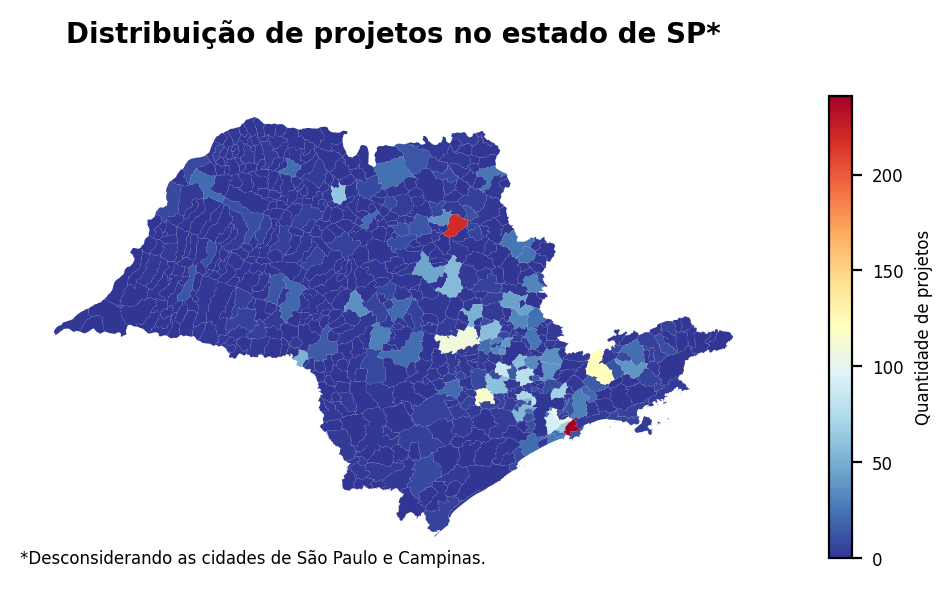 Distribuição de projetos no estado de SP*
200
150
100
50
0
Quantidade de projetos
*Desconsiderando as cidades de São Paulo e Campinas.